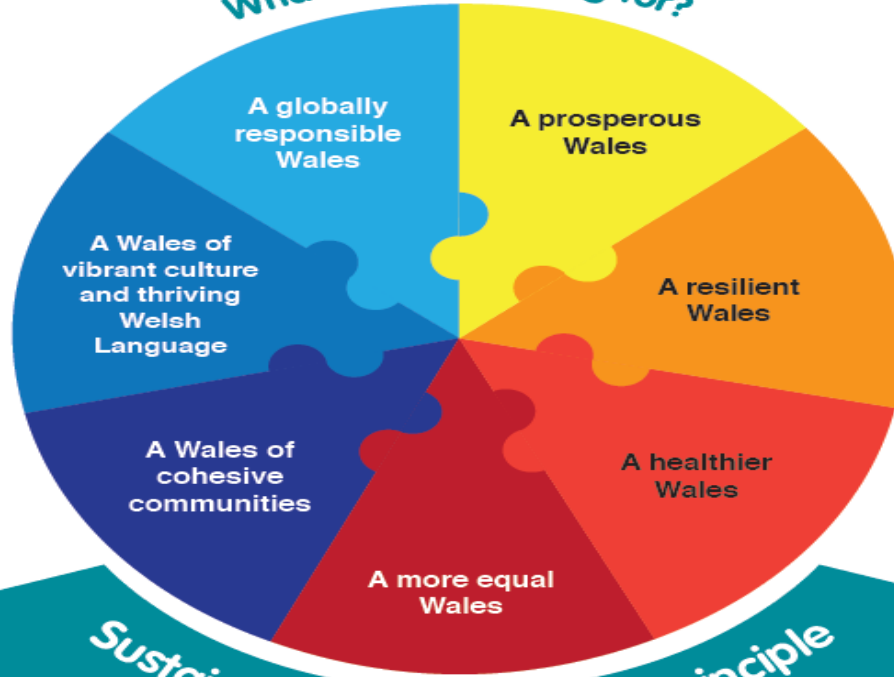 for?
A globally
responsible
Wales
A prosperous
Wales
A resilient
Wales
A healthier
Wales
A more equal
Wales
A Wales of
cohesive
communities
A Wales of
vibrant culture
and thriving
Welsh
Language